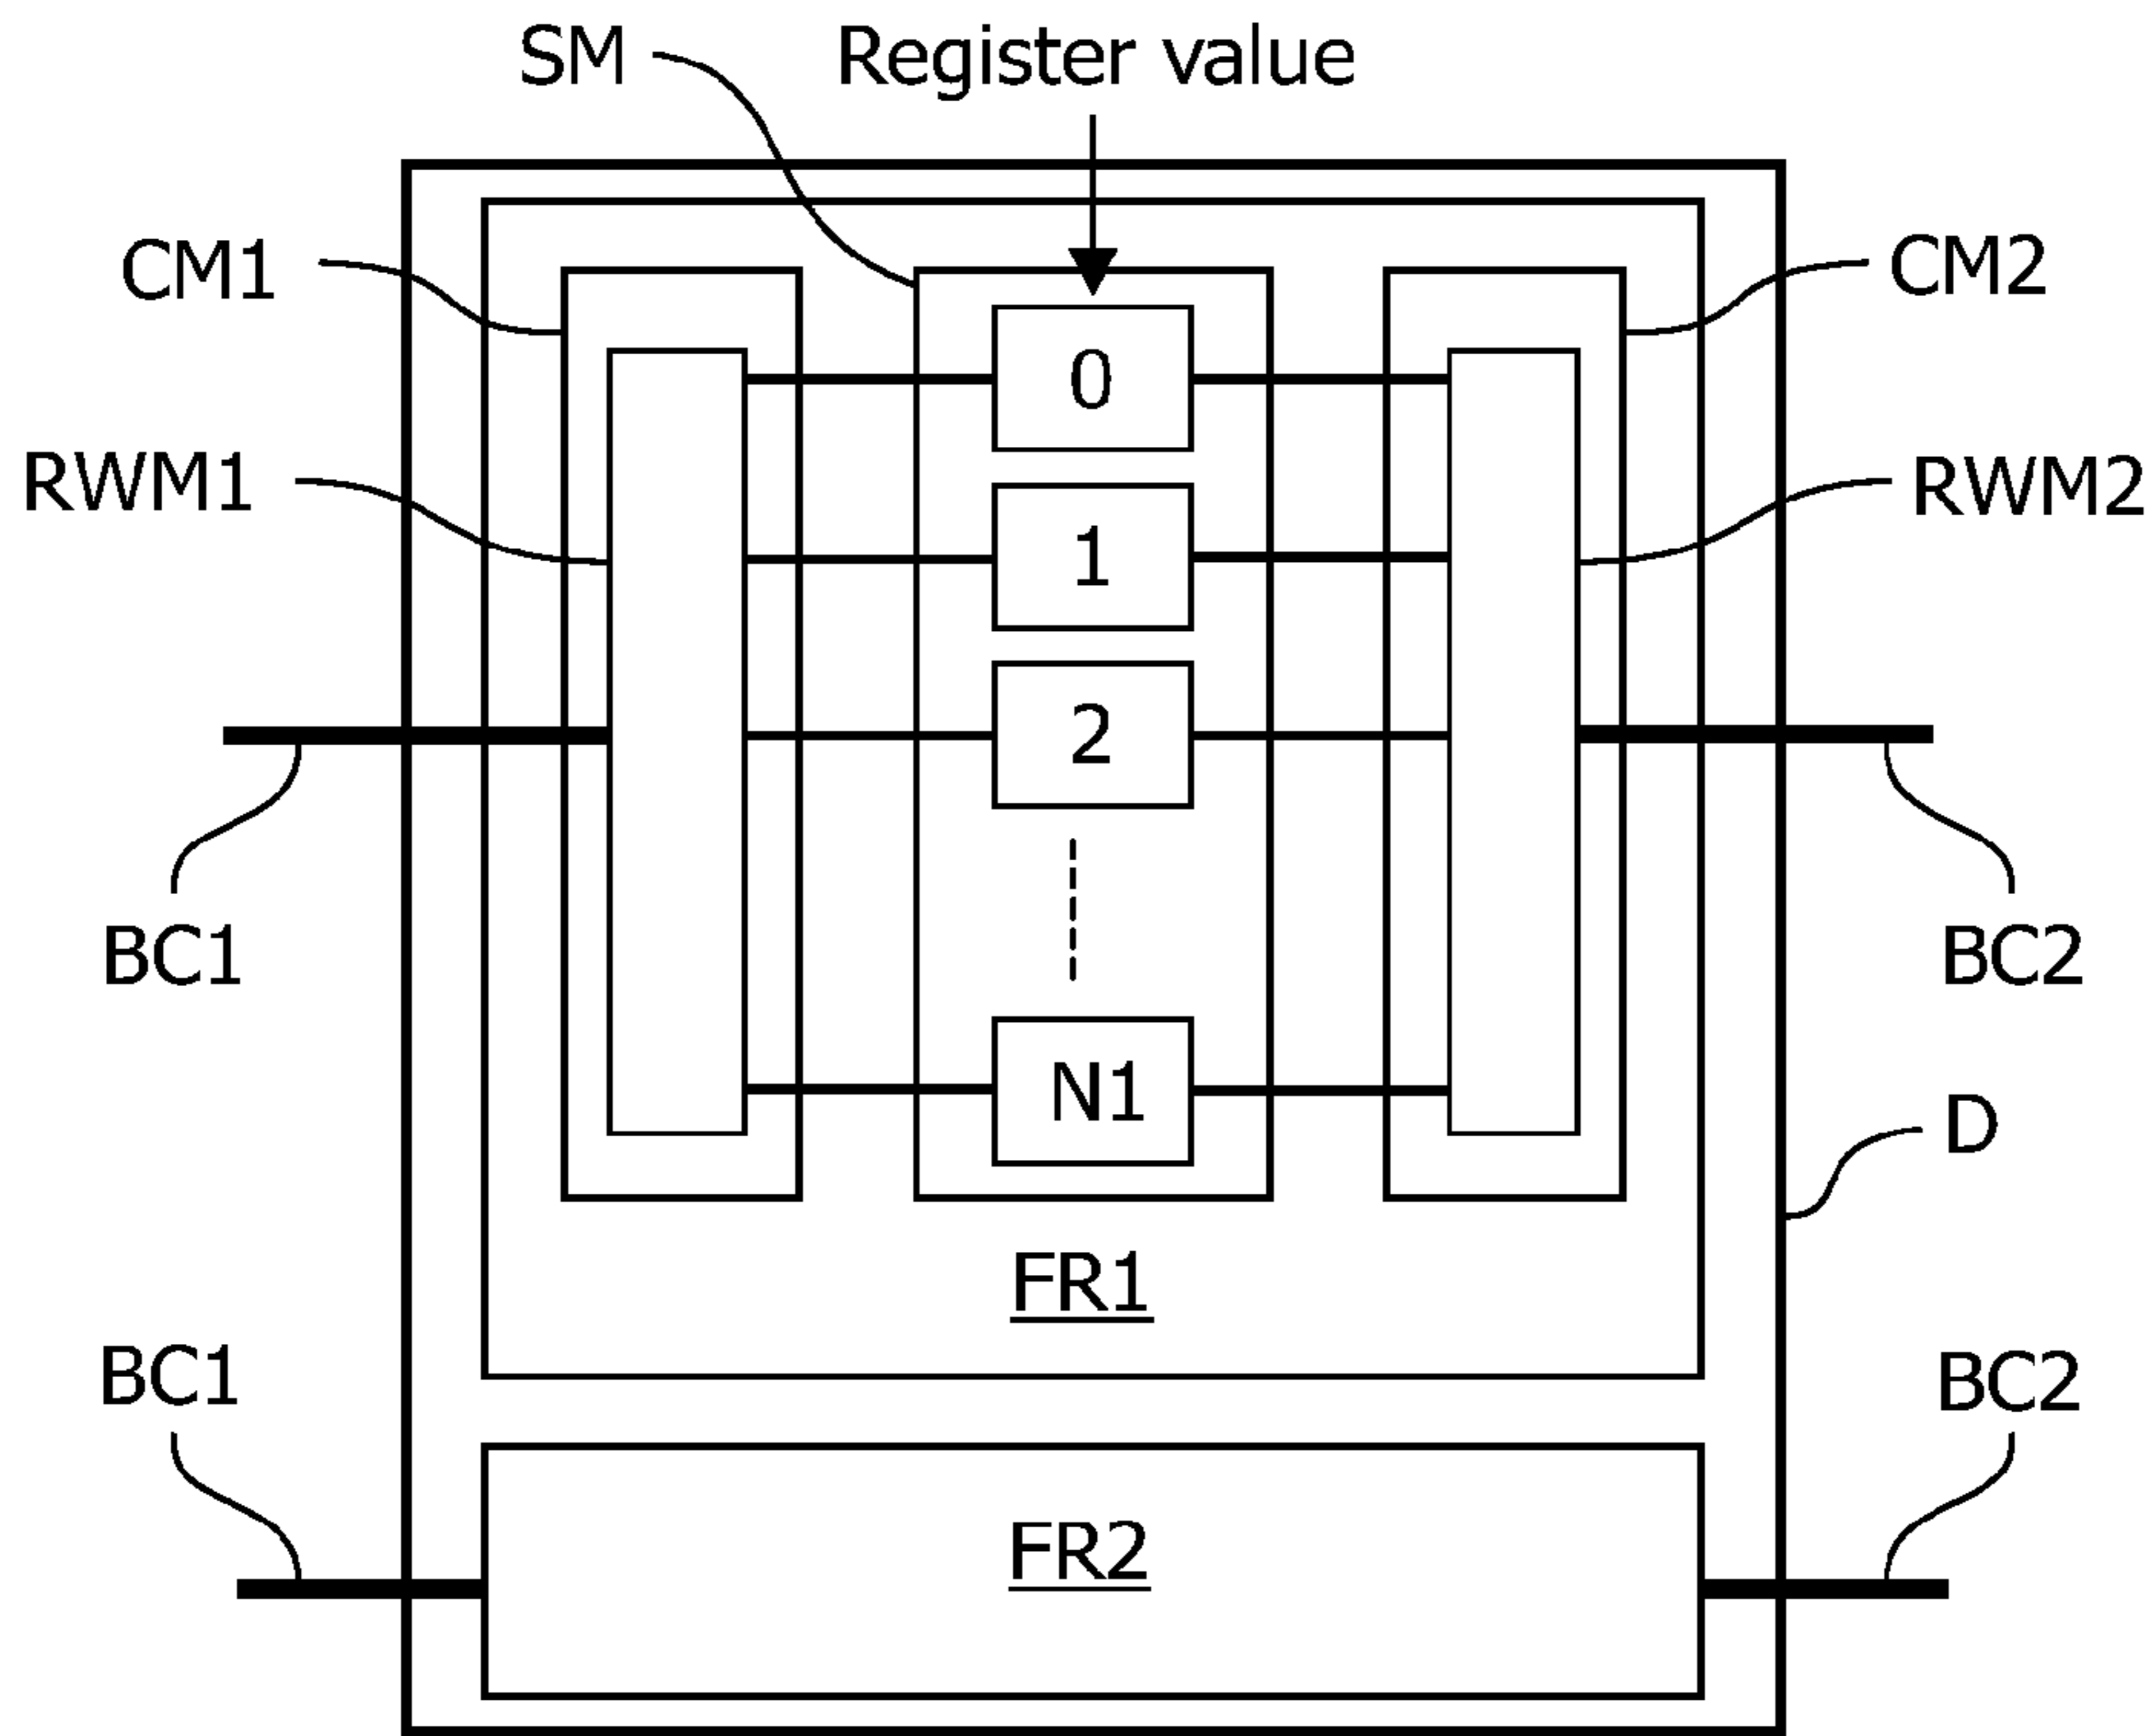 SM Register value
CM1 CM2
0
RWM1 RWM2
1
2
BC1 BC2
N1
D
FR1
BC1 BC2
FR2